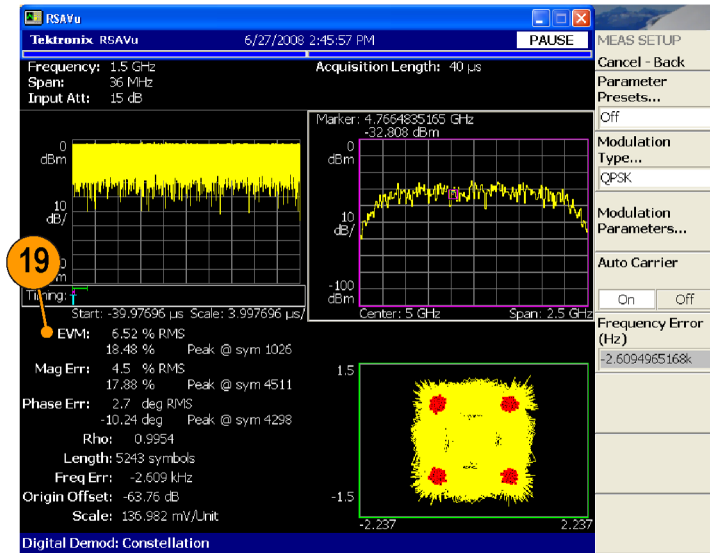 RSAVu
Tektronix RSAVu 6/27/2008 2:45:57 PM PAUSE
Frequency: 1.5 GHz Acquisition Length: 40 µs
Span: 36 MHz
Input Att: 15 dB
Marker: 4.7664835165 GHz
-32.808 dBm
0
dBm
10
dB/
0
dBm
10
dB/
-100
dBm
19
Timing:
Start: -39.97696 µs Scale: 3.997696 µs/
Center: 5 GHz Span: 2.5 GHz
EVM: 6.52 % RMS
18.48 % Peak @ sym 1026
Mag Err: 4.5 % RMS
17.88 % Peak @ sym 4511
Phase Err: 2.7 deg RMS
-10.24 deg Peak @ sym 4298
Rho: 0.9954
Length: 5243 symbols
Freq Err: -2.609 kHz
Origin Offset: -63.76 dB
Scale: 136.982 mV/Unit
1.5
-1.5
-2.237 2.237
Digital Demod: Constellation
MEAS SETUP
Cancel - Back
Parameter
Presets...
Off
Modulation
Type...
QPSK
Modulation
Parameters...
Auto Carrier
On Off
Frequency Error
(Hz)
-2.6094965168k